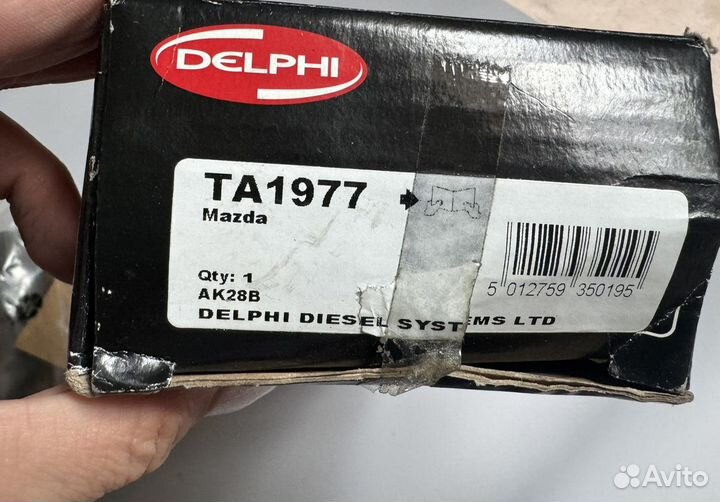 DELPHI
TA1977
Mazda
Qty: 1
AK28B
DELPHI DIESEL SYSTEMS LTD
5 012759 350195
Avito